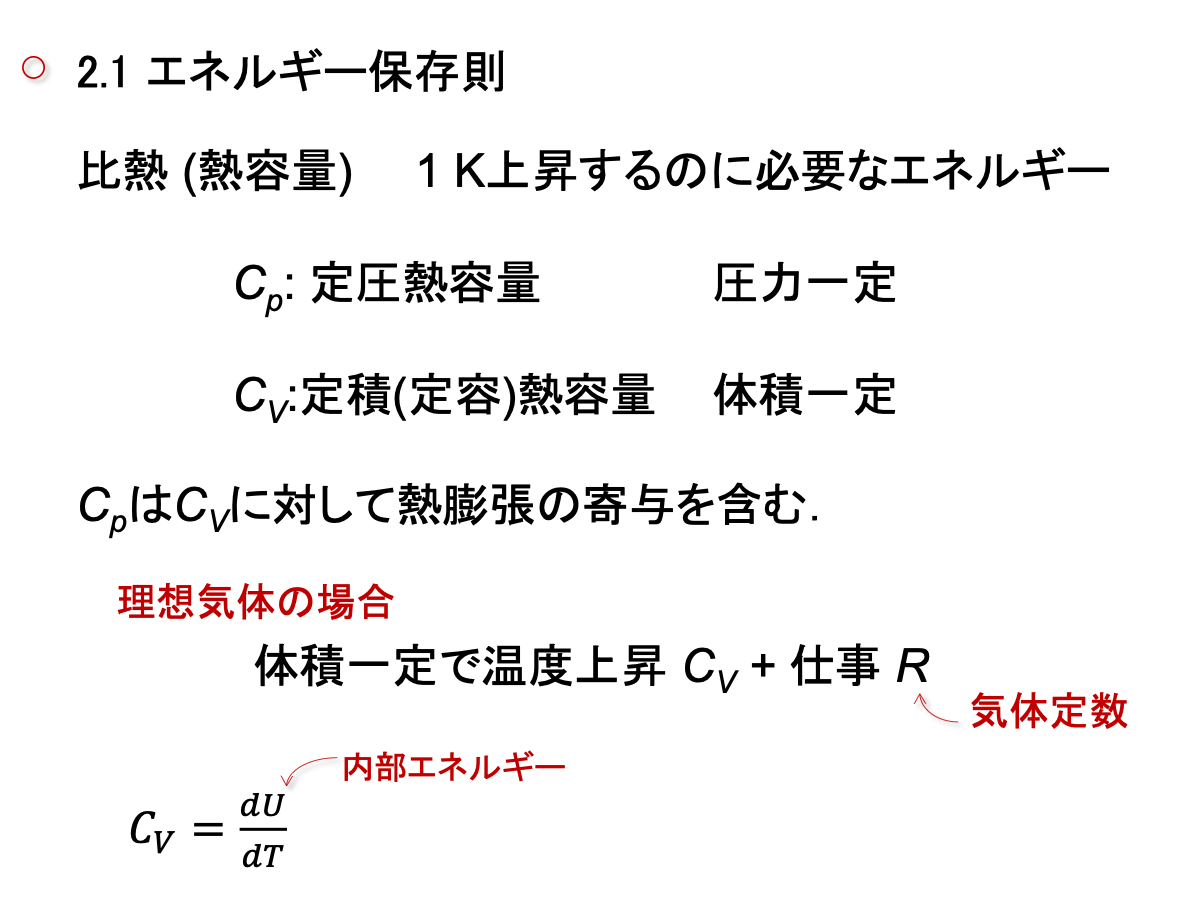 2.1 エネルギー保存則
比熱 (熱容量)　1 K上昇するのに必要なエネルギー
Cp: 定圧熱容量　圧力一定
CV:定積(定容)熱容量　体積一定
CpはCVに対して熱膨張の寄与を含む.
理想気体の場合
体積一定で温度上昇 CV + 仕事 R
気体定数
内部エネルギー
CV = dU/dT